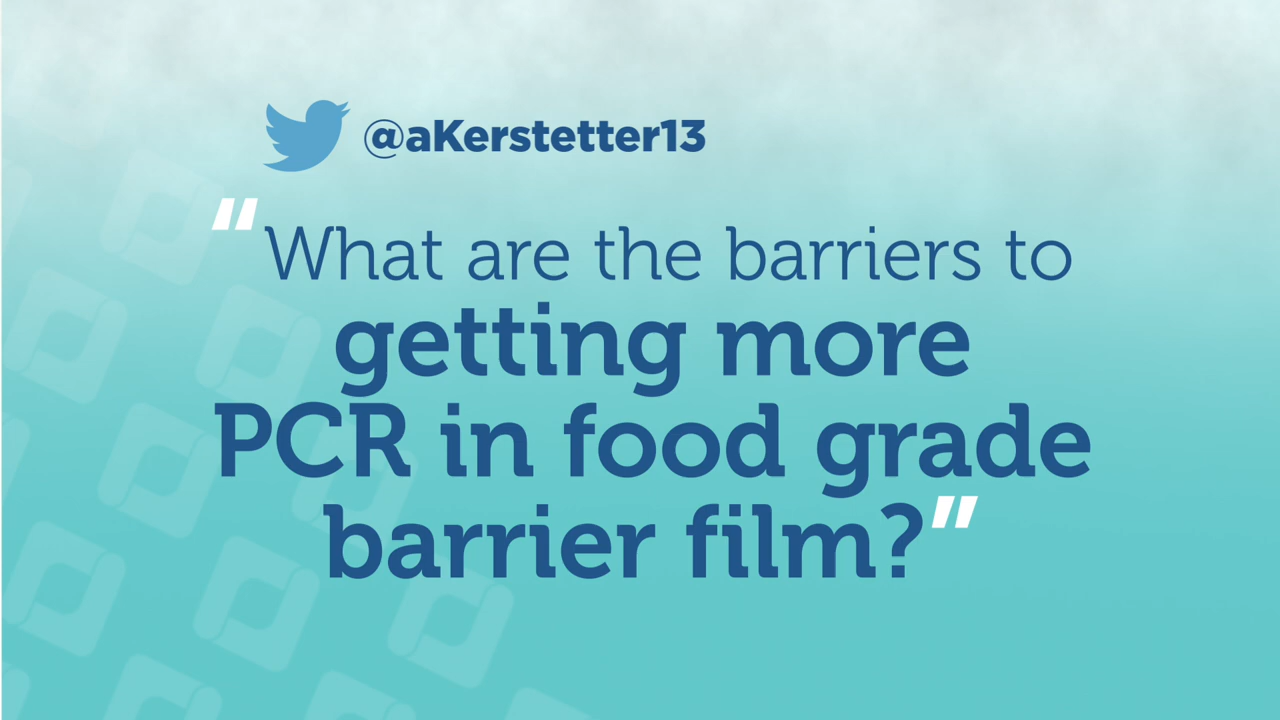 @aKerstetter13
"What are the barriers to
getting more
PCR in food grade
barrier film?"